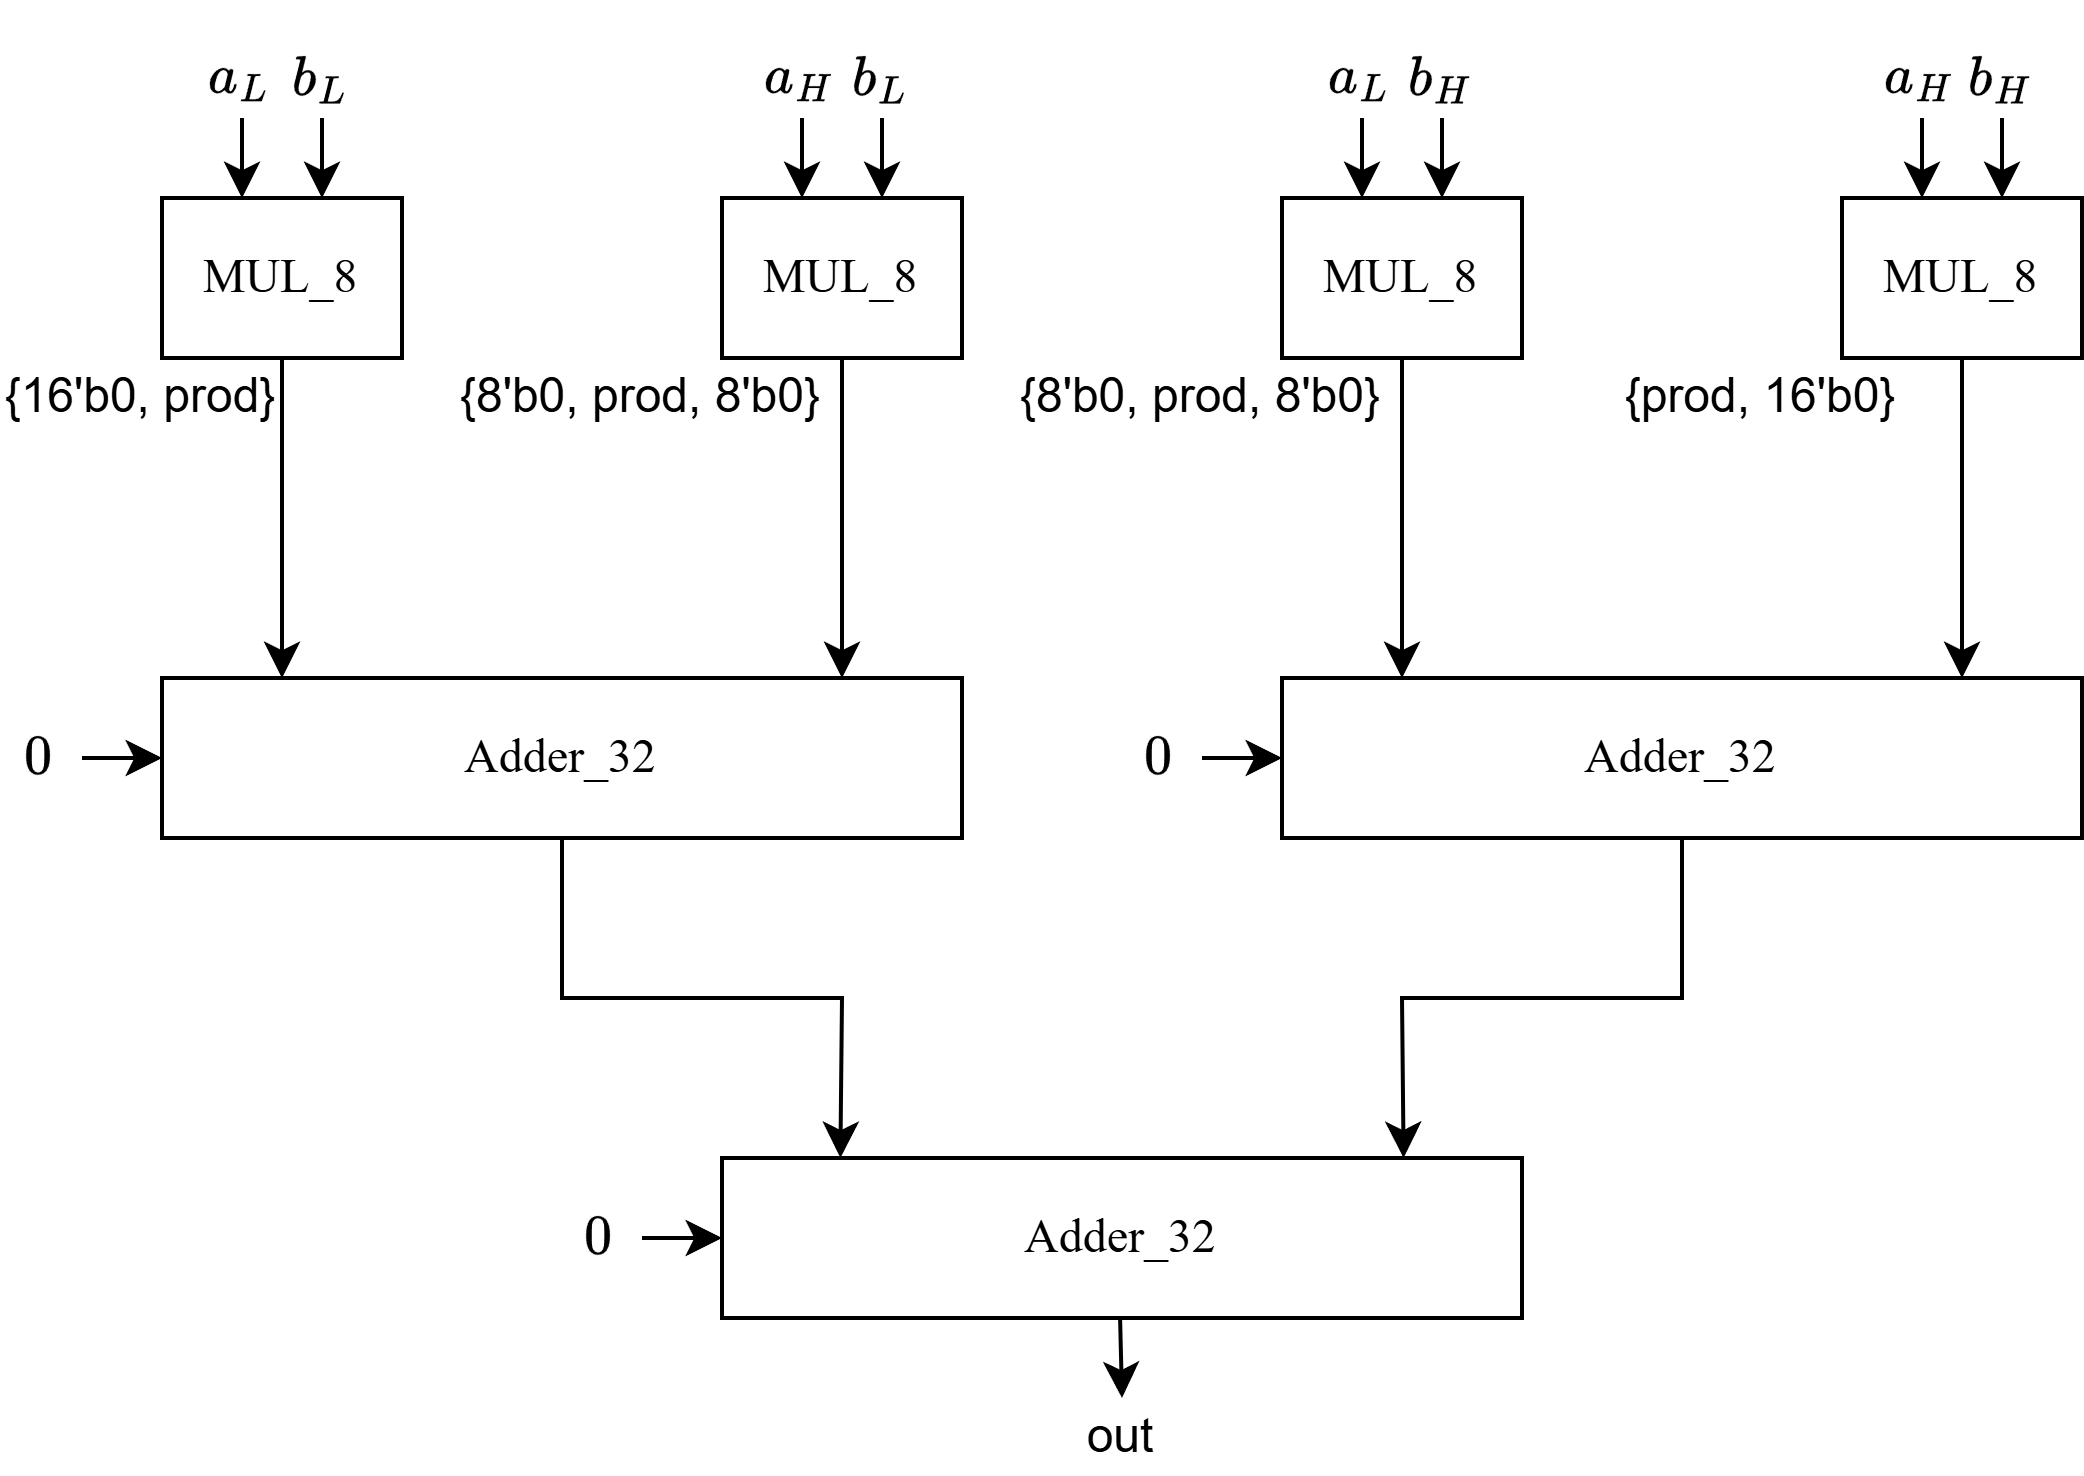 a_L b_L a_H b_L a_L b_H a_H b_H
MUL_8 MUL_8 MUL_8 MUL_8
{16'b0, prod} {8'b0, prod, 8'b0} {8'b0, prod, 8'b0} {prod, 16'b0}
0 Adder_32 0 Adder_32
0 Adder_32
out